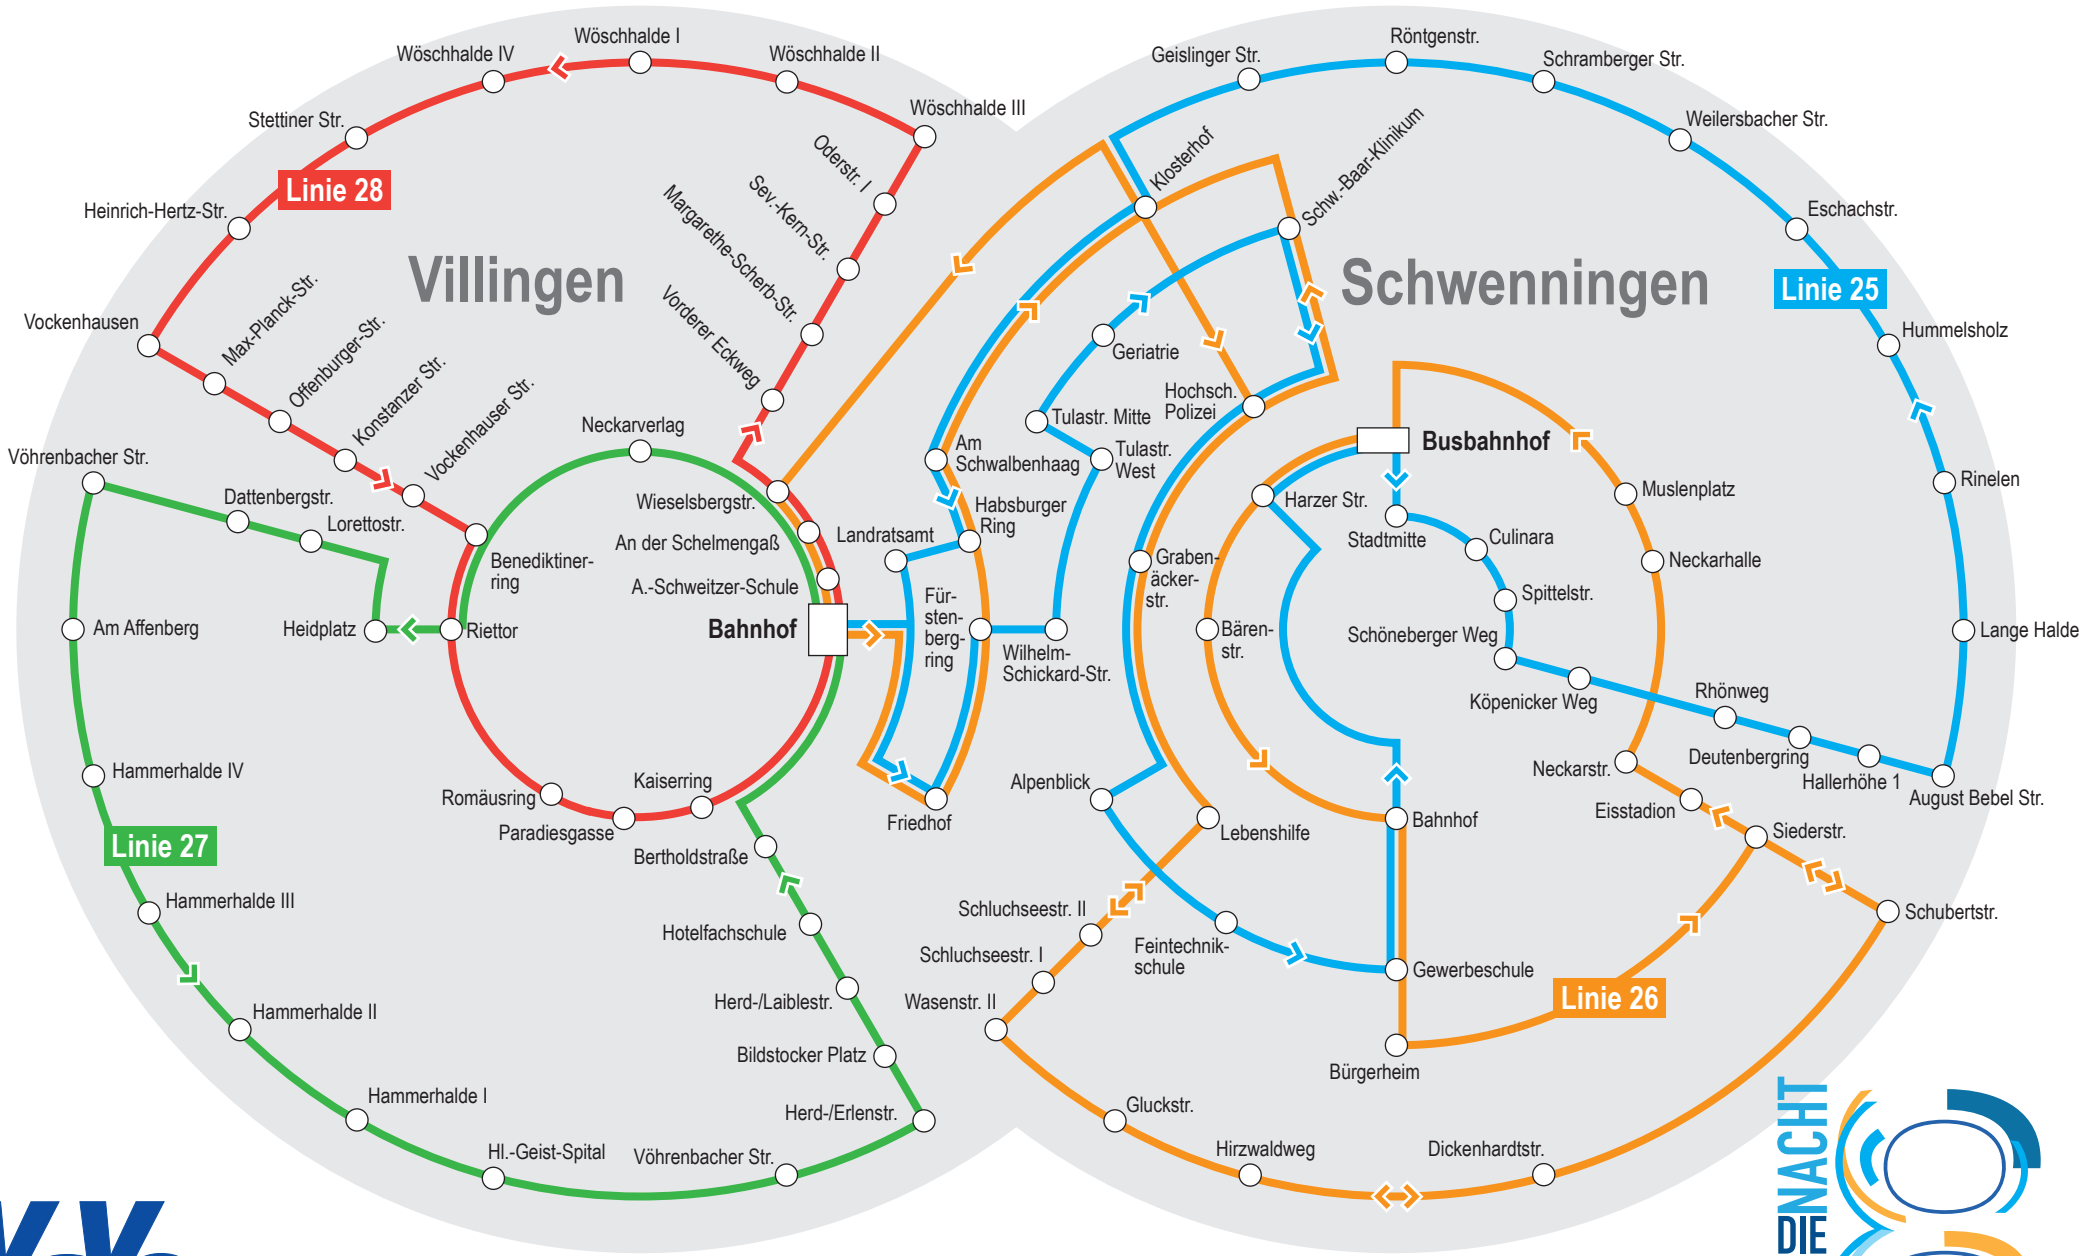 Wöschhalde I
Wöschhalde IV
Wöschhalde II
Wöschhalde III
Stettiner Str.
Linie 28
Heinrich-Hertz-Str.
Vockenhausen
Max-Planck-Str.
Offenburger-Str.
Konstanzer Str.
Vockenhauser Str.
Oderstr. I
Sev.-Kern-Str.
Margarethe-Scherb-Str.
Vorderer Eckweg
Villingen
Neckarverlag
Wieselsbergstr.
An der Schelmengaß
A.-Schweitzer-Schule
Bahnhof
Benediktiner-
ring
Riettor
Heidplatz
Lorettostr.
Dattenbergstr.
Vöhrenbacher Str.
Am Affenberg
Hammerhalde IV
Linie 27
Hammerhalde III
Hammerhalde II
Hammerhalde I
Hl.-Geist-Spital
Vöhrenbacher Str.
Herd-/Erlenstr.
Bildstocker Platz
Herd-/Laiblestr.
Hotelfachschule
Bertholdstraße
Kaiserring
Paradiesgasse
Romäusring
Geislinger Str.
Röntgenstr.
Schramberger Str.
Weilersbacher Str.
Eschachstr.
Linie 25
Hummelsholz
Rinelen
Lange Halde
August Bebel Str.
Hallerhöhe 1
Deutenbergring
Rhönweg
Köpenicker Weg
Schöneberger Weg
Spittelstr.
Culinara
Stadtmitte
Busbahnhof
Schwenningen
Klosterhof
Schw.-Baar-Klinikum
Geriatrie
Tulastr. Mitte
Tulastr.
West
Hochsch.
Polizei
Am
Schwalbenhaag
Habsburger
Ring
Landratsamt
Für-
sten-
berg-
ring
Wilhelm-
Schickard-Str.
Friedhof
Graben-
äcker-
str.
Harzer Str.
Bären-
str.
Muslenplatz
Neckarhalle
Neckarstr.
Eisstadion
Siederstr.
Schubertstr.
Alpenblick
Lebenshilfe
Bahnhof
Schluchseestr. II
Schluchseestr. I
Wasenstr. II
Feintechnik-
schule
Gewerbeschule
Linie 26
Bürgerheim
Gluckstr.
Hirzwaldweg
Dickenhardtstr.
DIE NACHT